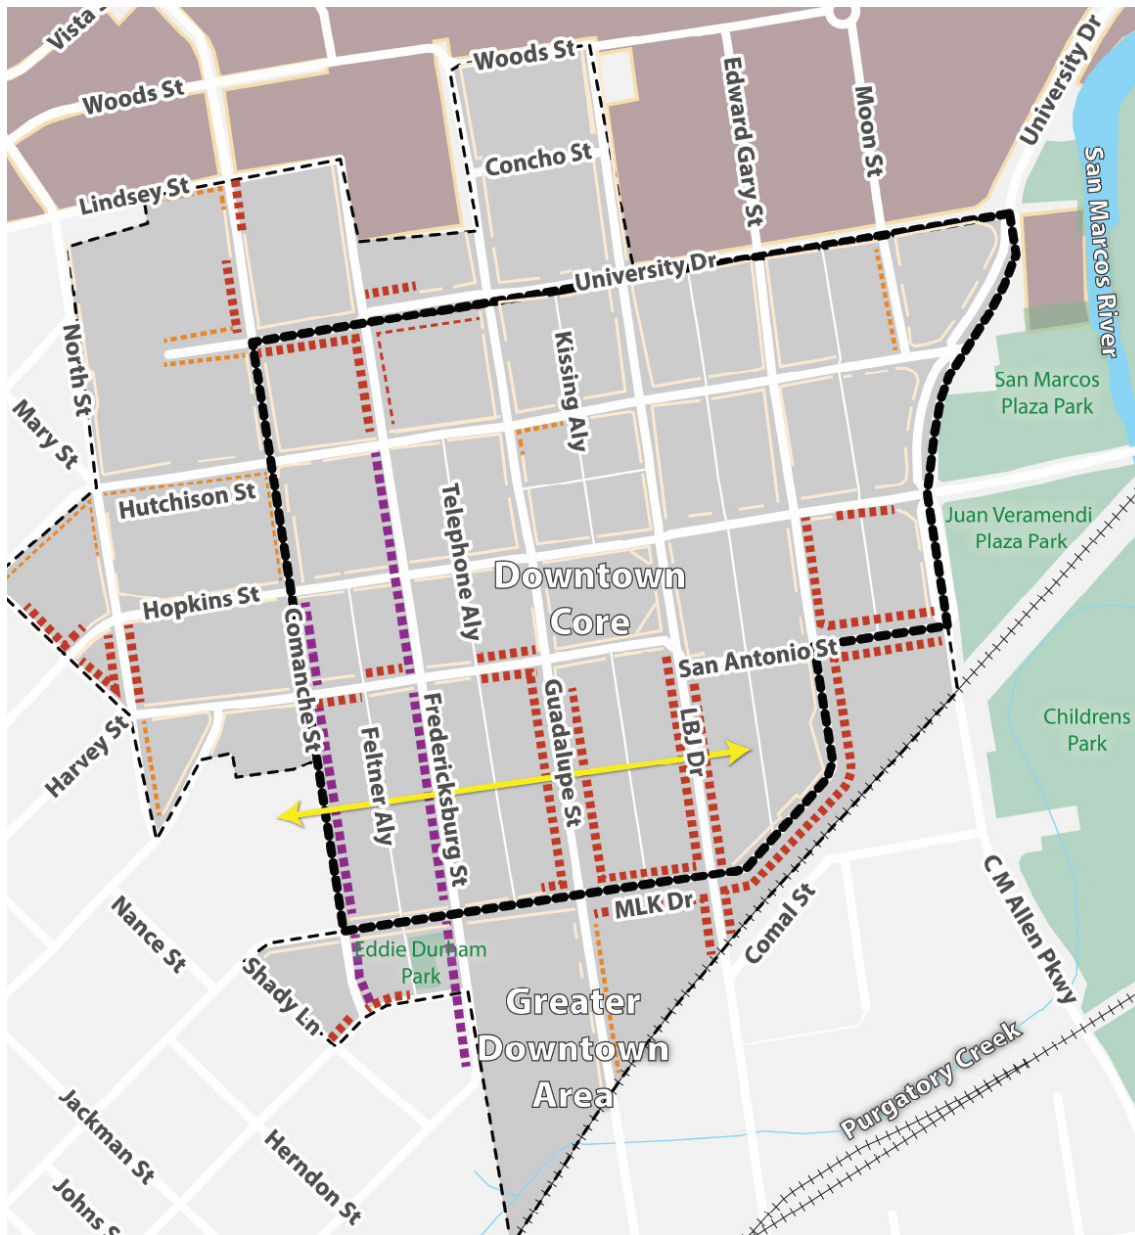 Vista
Woods St
Woods St
Concho St
Edward Gary St
Moon St
University Dr
San Marcos River
Lindsey St
University Dr
North St
Kissing Aly
San Marcos
Plaza Park
Mary St
Hutchison St
Telephone Aly
Juan Veramendi
Plaza Park
Hopkins St
Downtown
Core
Comanche St
San Antonio St
Harvey St
Feltner Aly
Fredericksburg St
Guadalupe St
LBJ Dr
Childrens
Park
MLK Dr
Comal St
C M Allen Pkwy
Nance St
Shady Ln
Eddie Durham
Park
Greater
Downtown
Area
Purgatory Creek
Jackman St
Herndon St
Johns S